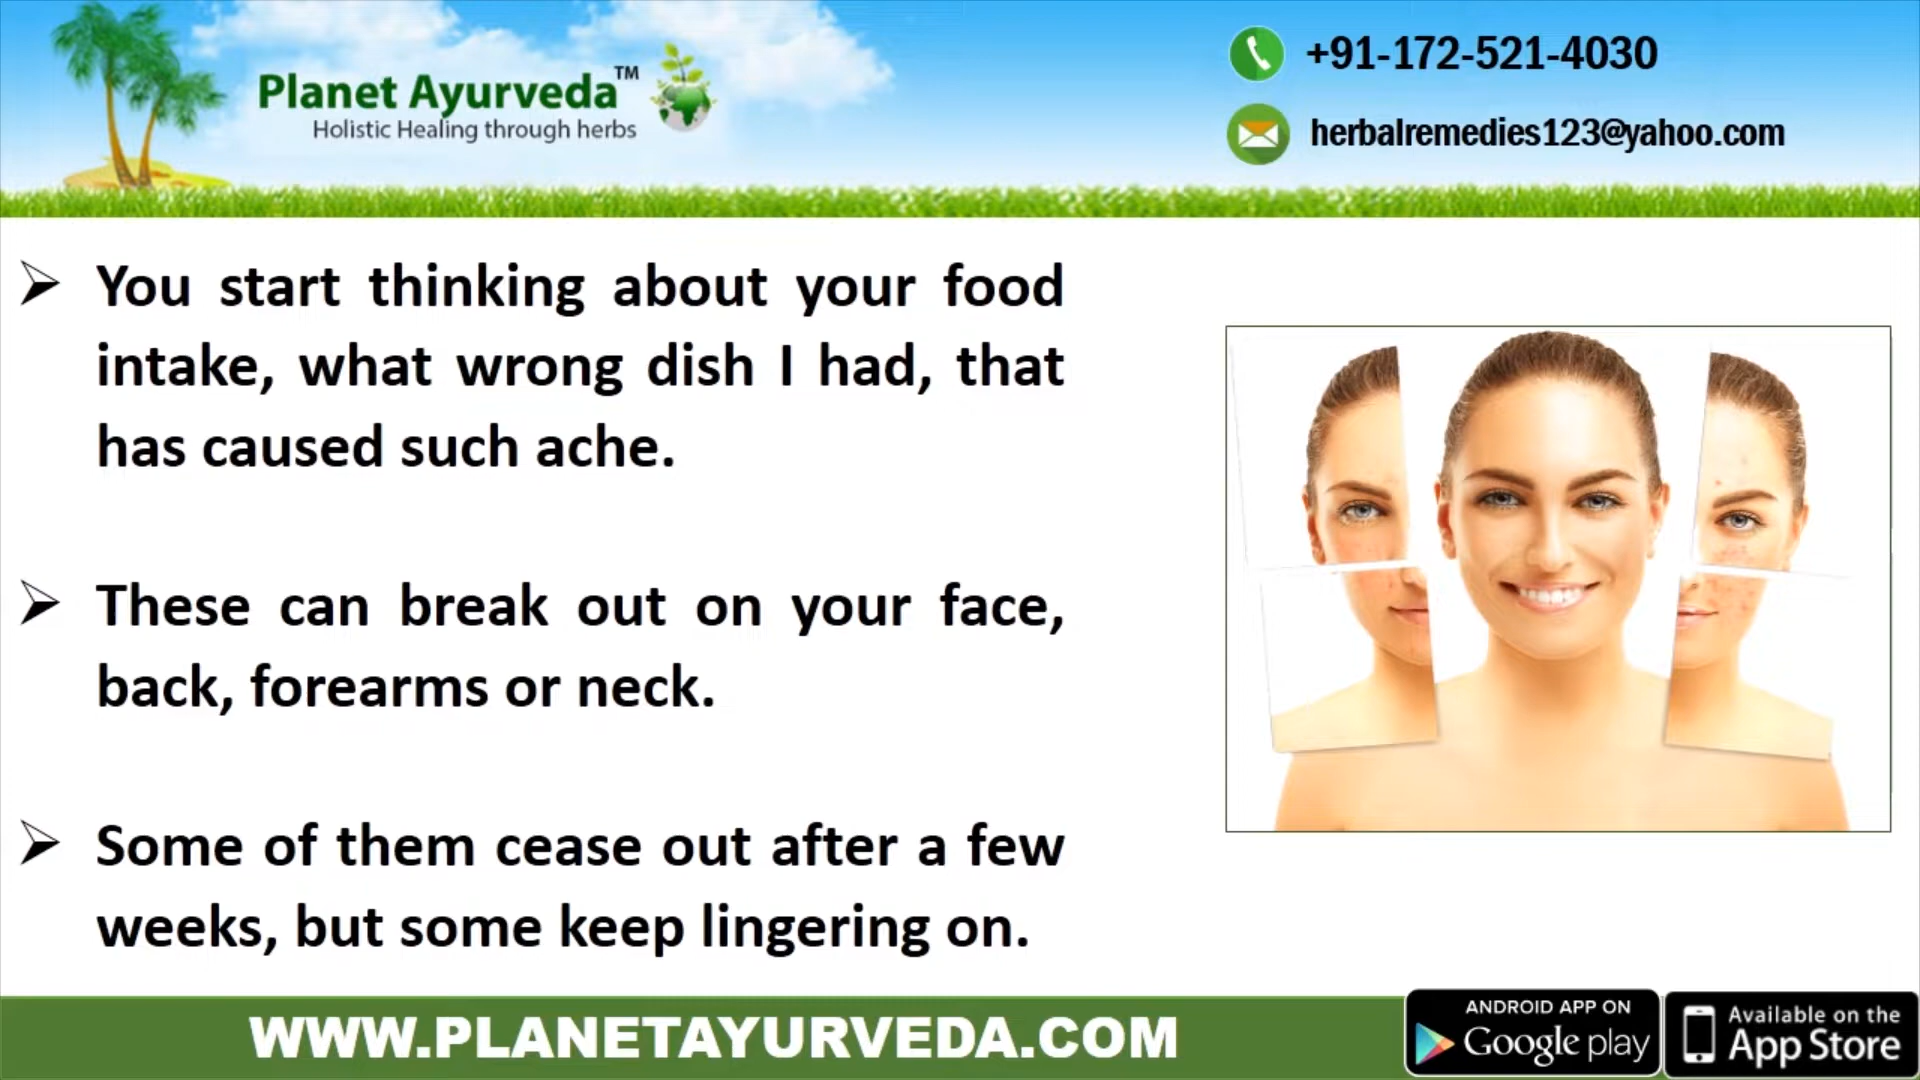 Planet Ayurveda™
Holistic Healing through herbs
+91-172-521-4030
herbalremedies123@yahoo.com
➢ You start thinking about your food
intake, what wrong dish I had, that
has caused such ache.
➢ These can break out on your face,
back, forearms or neck.
➢ Some of them cease out after a few
weeks, but some keep lingering on.
WWW.PLANETAYURVEDA.COM
ANDROID APP ON
Google play
Available on the
App Store